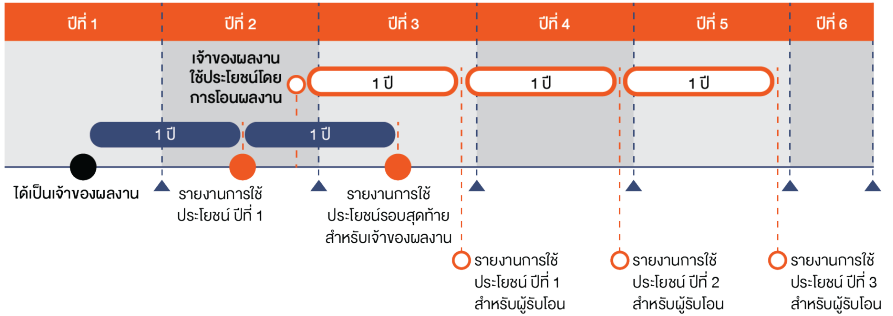 ปีที่ 1
ปีที่ 2
ปีที่ 3
ปีที่ 4
ปีที่ 5
ปีที่ 6
เจ้าของผลงาน
ใช้ประโยชน์โดย
การโอนผลงาน
1 ปี
1 ปี
1 ปี
1 ปี
1 ปี
ได้เป็นเจ้าของผลงาน
รายงานการใช้
ประโยชน์ ปีที่ 1
รายงานการใช้
ประโยชน์รอบสุดท้าย
สำหรับเจ้าของผลงาน
รายงานการใช้
ประโยชน์ ปีที่ 1
สำหรับผู้รับโอน
รายงานการใช้
ประโยชน์ ปีที่ 2
สำหรับผู้รับโอน
รายงานการใช้
ประโยชน์ ปีที่ 3
สำหรับผู้รับโอน